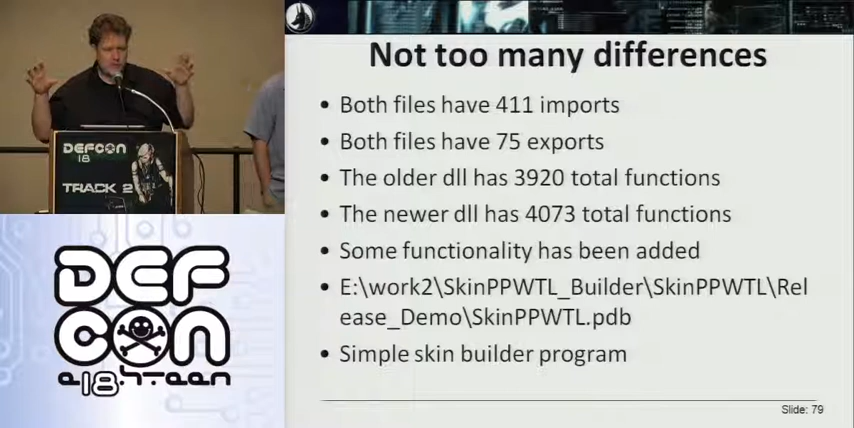 DEFCON
18
TRACK 2
DEF
CON
e18.h-teen
Not too many differences
• Both files have 411 imports
• Both files have 75 exports
• The older dll has 3920 total functions
• The newer dll has 4073 total functions
• Some functionality has been added
• E:\work2\SkinPPWTL_Builder\SkinPPWTL\Rel
ease_Demo\SkinPPWTL.pdb
• Simple skin builder program
Slide: 79